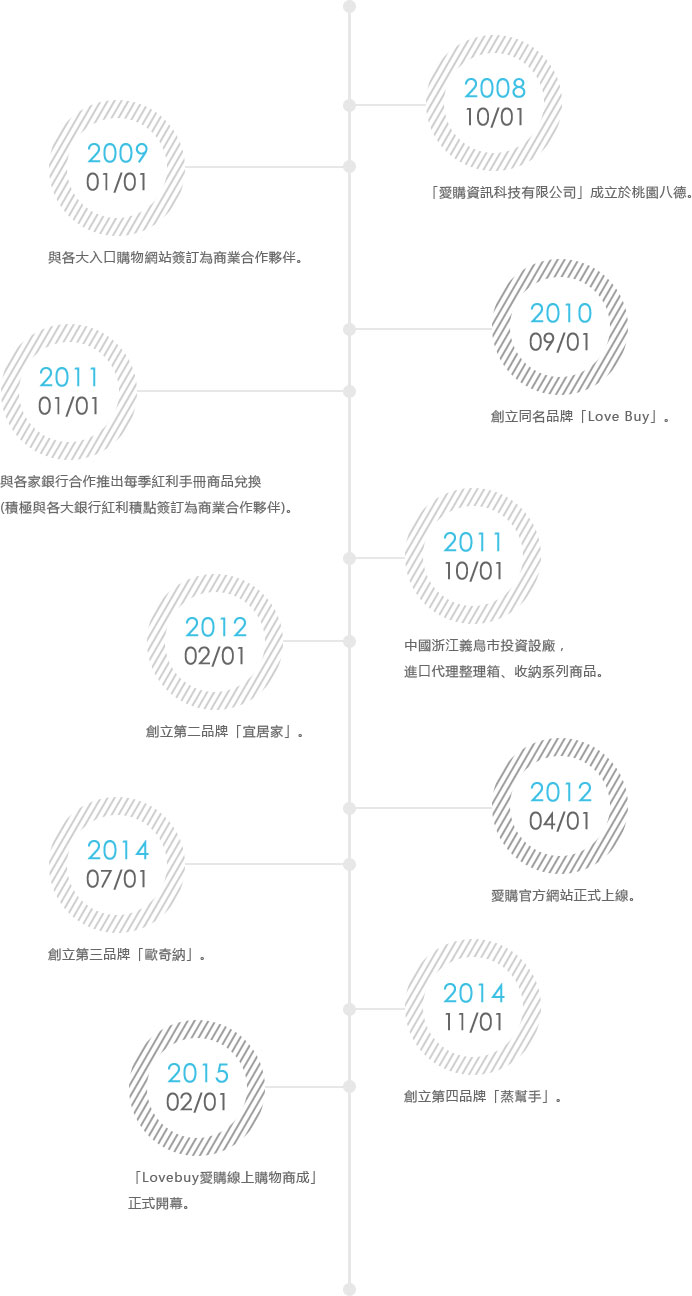 2008
10/01
「愛購資訊科技有限公司」成立於桃園八德。
2009
01/01
與各大入口購物網站簽訂為商業合作夥伴。
2010
09/01
創立同名品牌「Love Buy」。
2011
01/01
與各家銀行合作推出每季紅利手冊商品兌換
(積極與各大銀行紅利積點簽訂為商業合作夥伴)。
2011
10/01
中國浙江義烏市投資設廠，
進口代理整理箱、收納系列商品。
2012
02/01
創立第二品牌「宜居家」。
2012
04/01
愛購官方網站正式上線。
2014
07/01
創立第三品牌「歐奇納」。
2014
11/01
創立第四品牌「蒸幫手」。
2015
02/01
「Lovebuy愛購線上購物商成」
正式開幕。